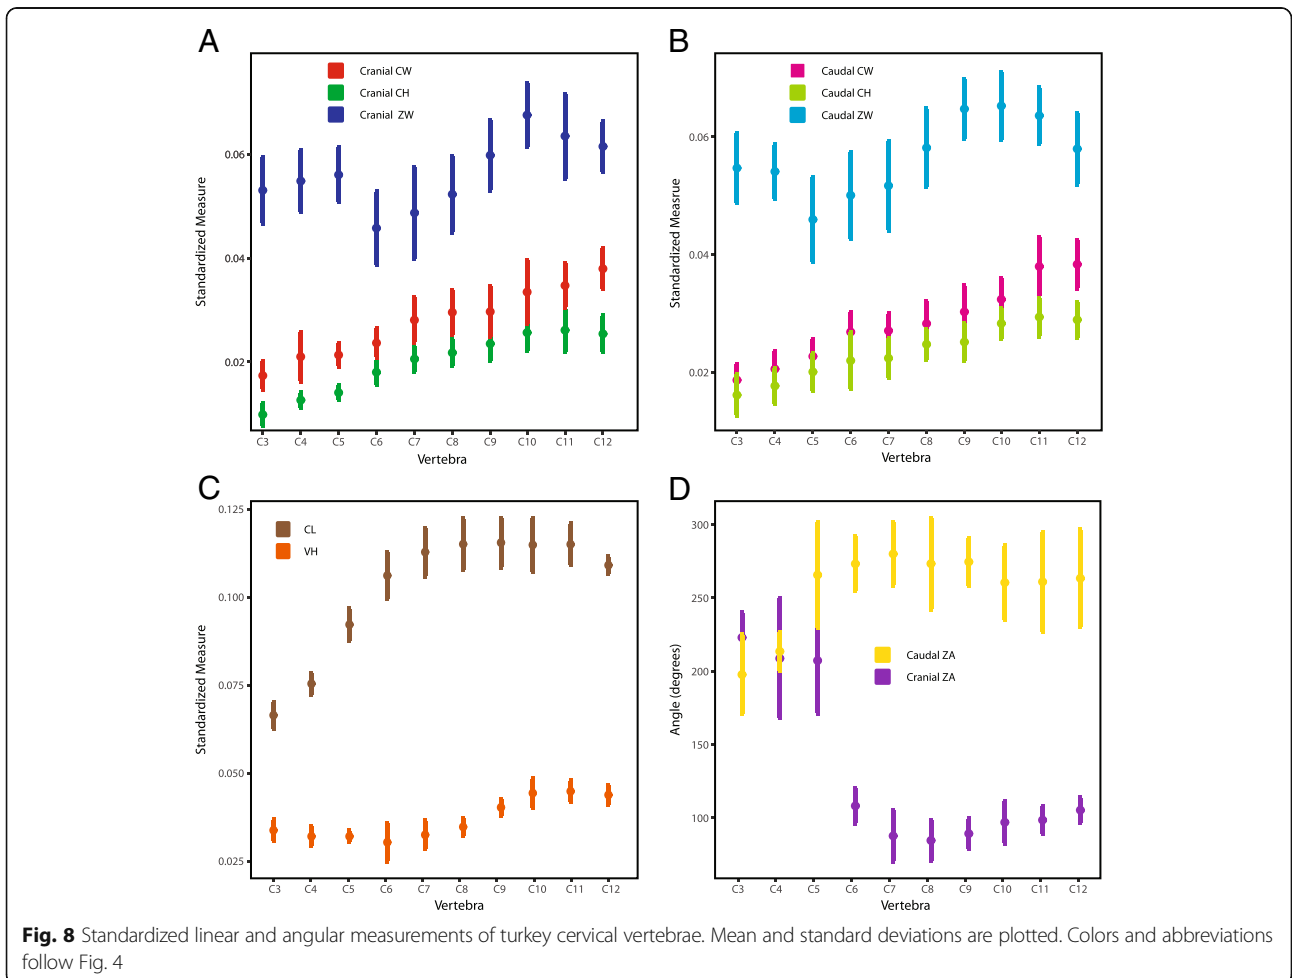 A
Cranial CW
Cranial CH
Cranial ZW
Standardized Measure
0.06
0.04
0.02
C3 C4 C5 C6 C7 C8 C9 C10 C11 C12
Vertebra
B
Caudal CW
Caudal CH
Caudal ZW
Standardized Measrue
0.06
0.04
0.02
C3 C4 C5 C6 C7 C8 C9 C10 C11 C12
Vertebra
C
CL
VH
Standardized Measure
0.125
0.100
0.075
0.050
0.025
C3 C4 C5 C6 C7 C8 C9 C10 C11 C12
Vertebra
D
Caudal ZA
Cranial ZA
Angle (degrees)
300
250
200
150
100
C3 C4 C5 C6 C7 C8 C9 C10 C11 C12
Vertebra
Fig. 8 Standardized linear and angular measurements of turkey cervical vertebrae. Mean and standard deviations are plotted. Colors and abbreviations
follow Fig. 4